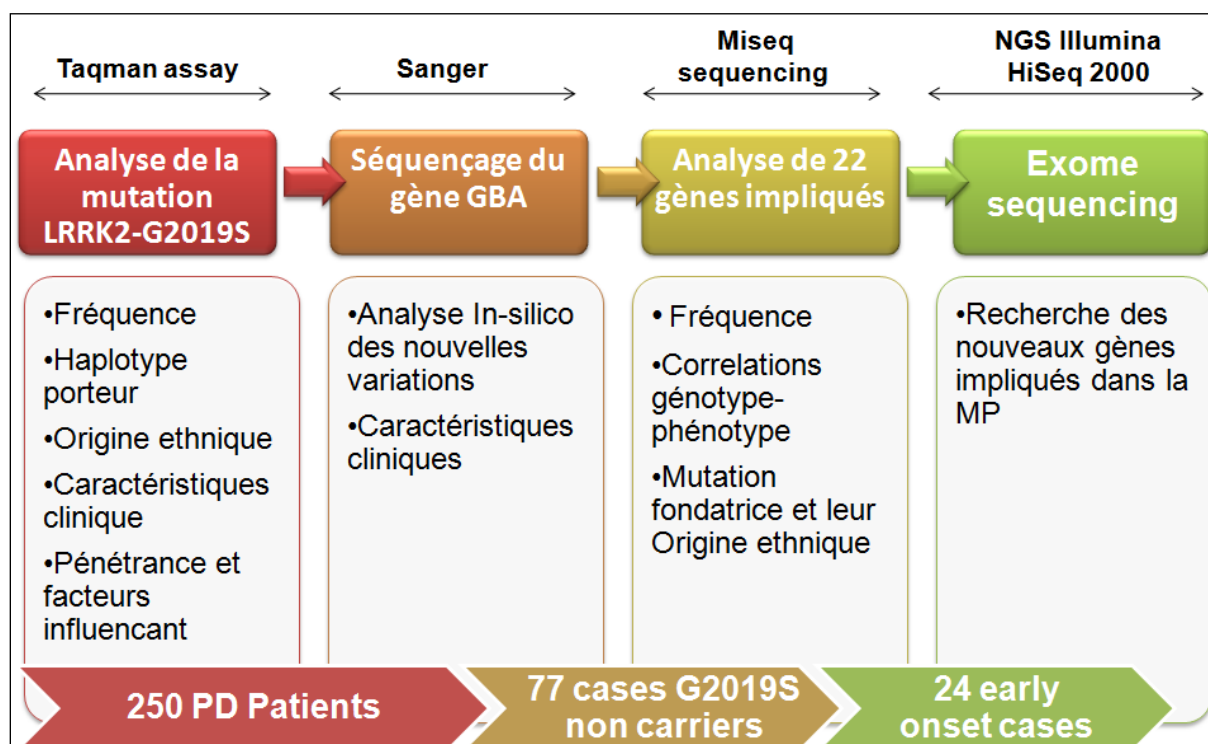 Taqman assay
Sanger
Miseq
sequencing
NGS Illumina
HiSeq 2000
Analyse de la
mutation
LRRK2-G2019S
Séquençage du
gène GBA
Analyse de 22
gènes impliqués
Exome
sequencing
•Fréquence
•Haplotype
porteur
•Origine ethnique
•Caractéristiques
clinique
•Pénétrance et
facteurs
influencant
•Analyse In-silico
des nouvelles
variations
•Caractéristiques
cliniques
• Fréquence
•Correlations
génotype-
phénotype
•Mutation
fondatrice et leur
Origine ethnique
•Recherche des
nouveaux gènes
impliqués dans la
MP
250 PD Patients
77 cases G2019S
non carriers
24 early
onset cases